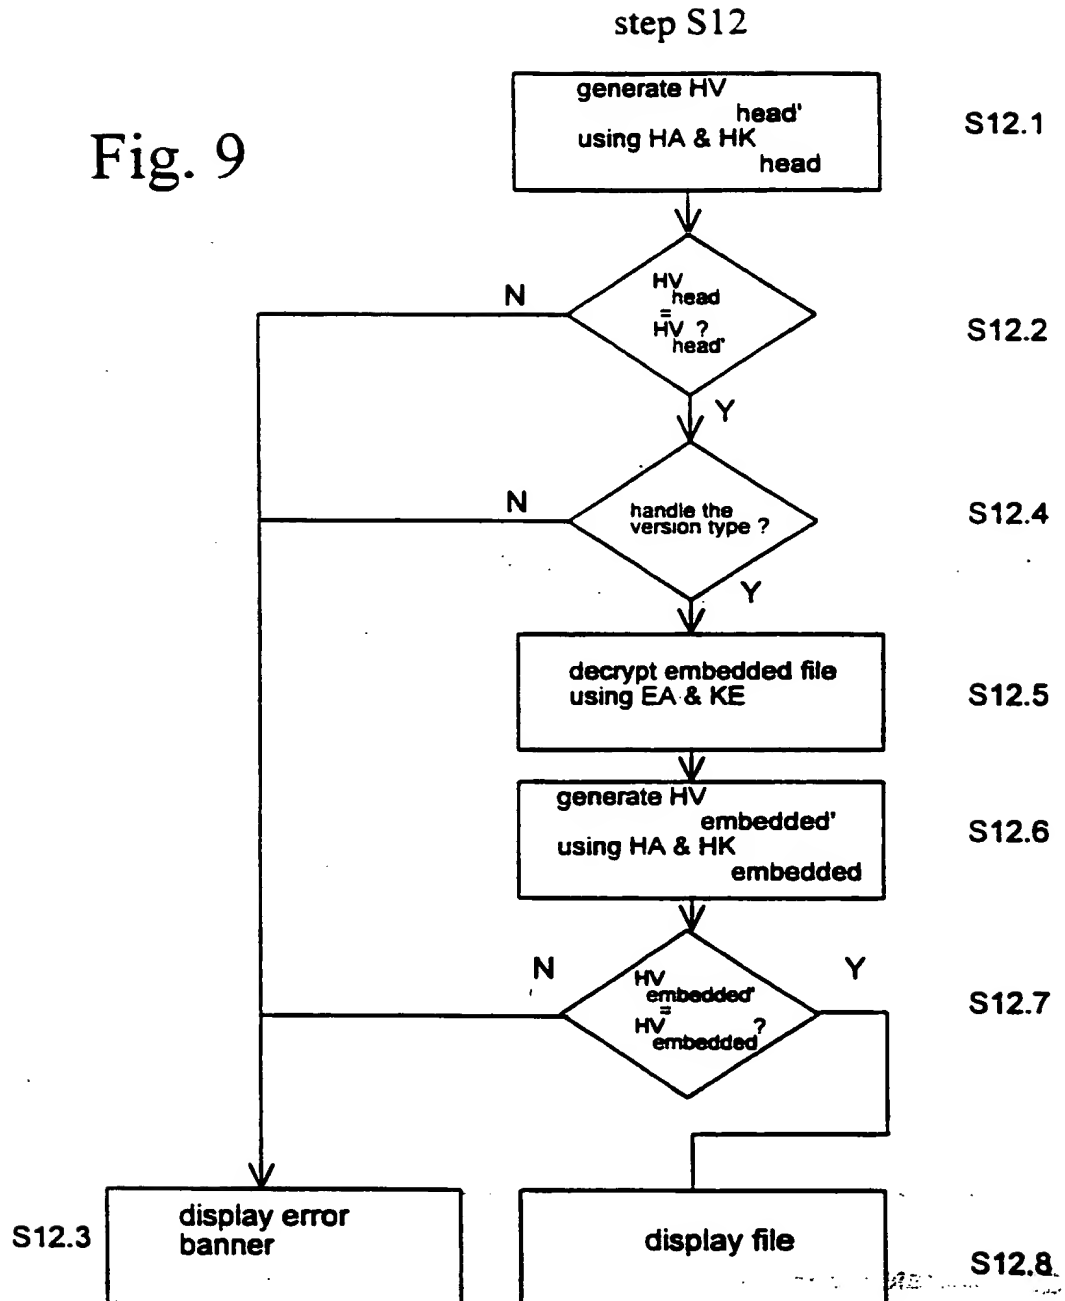 step S12
Fig. 9
generate HV
head'
using HA & HK
head
S12.1
HV
head
=
HV ?
head'
N
S12.2
Y
handle the
version type ?
N
S12.4
Y
decrypt embedded file
using EA & KE
S12.5
generate HV
embedded'
using HA & HK
embedded
S12.6
N
HV
embedded'
=
HV ?
embedded
Y
S12.7
S12.3
display error
banner
display file
S12.8